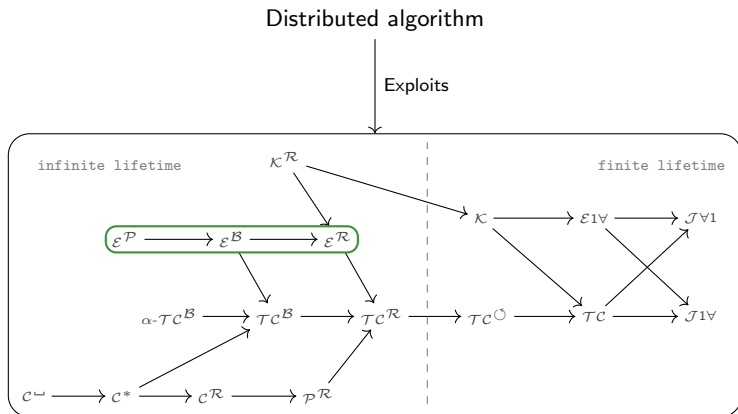 Distributed algorithm
Exploits
infinite lifetime
finite lifetime
𝒦^ℛ
𝒦 ℰ1∀ 𝒥∀1
ℰ^𝒫 ℰ^ℬ ℰ^ℛ
α-𝒯𝒞^ℬ 𝒯𝒞^ℬ 𝒯𝒞^ℛ 𝒯𝒞^↺ 𝒯𝒞 𝒥1∀
𝒞^⊔ 𝒞* 𝒞^ℛ 𝒫^ℛ